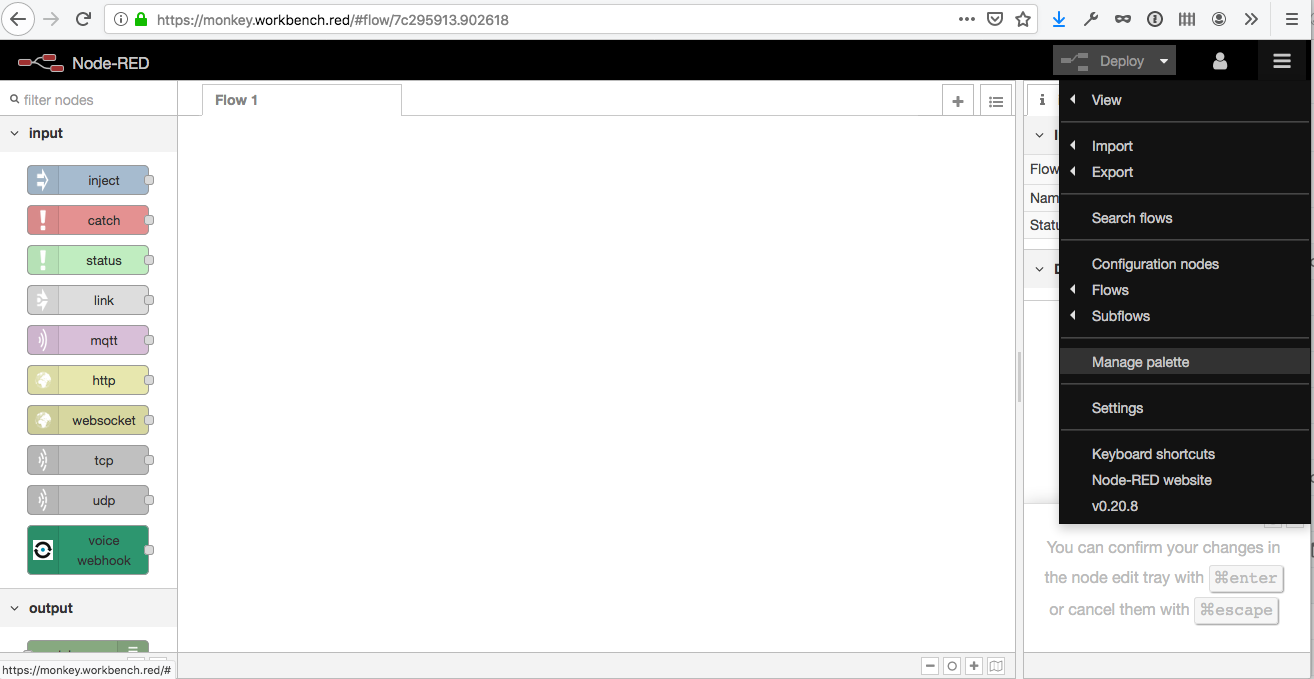 https://monkey.workbench.red/#flow/7c295913.902618
Node-RED
Deploy
filter nodes
Flow 1
input
inject
catch
status
link
mqtt
http
websocket
tcp
udp
voice
webhook
output
i
Flow
Nam
Statu
View
Import
Export
Search flows
Configuration nodes
Flows
Subflows
Manage palette
Settings
Keyboard shortcuts
Node-RED website
v0.20.8
You can confirm your changes in
the node edit tray with ⌘enter
or cancel them with ⌘escape
https://monkey.workbench.red/#